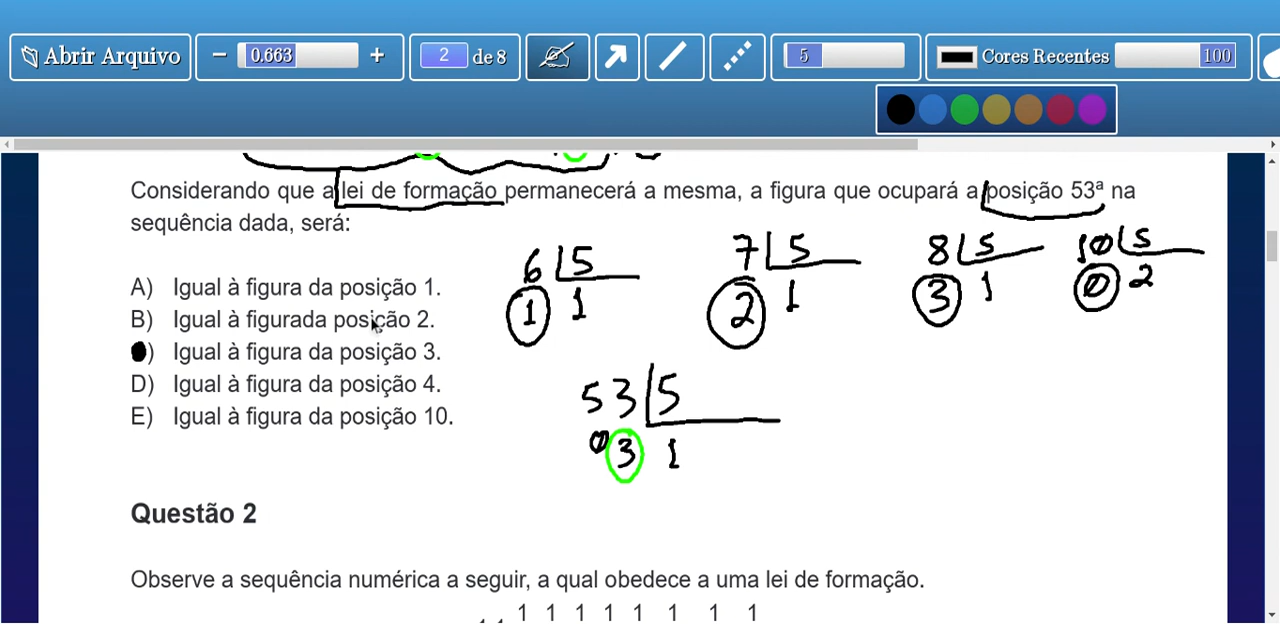 Abrir Arquivo − 0.663 + 2 de 8 5 Cores Recentes 100
Considerando que a lei de formação permanecerá a mesma, a figura que ocupará a posição 53ª na
sequência dada, será:
6 5 7 5 8 5 10 5
1 1 2 1 3 1 0 2
A) Igual à figura da posição 1.
B) Igual à figurada posição 2.
) Igual à figura da posição 3.
D) Igual à figura da posição 4.
E) Igual à figura da posição 10.
53 5
0 3 1
Questão 2
Observe a sequência numérica a seguir, a qual obedece a uma lei de formação.
1 1 1 1 1 1 1 1